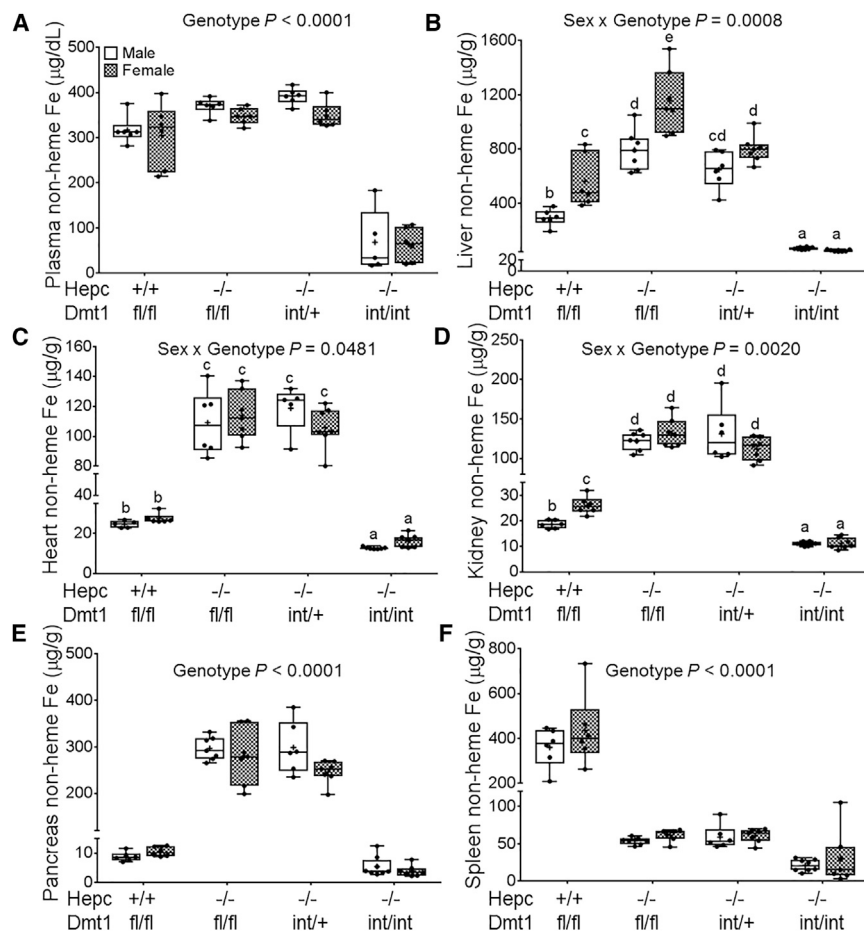 A
Genotype P < 0.0001
Plasma non-heme Fe (µg/dL)
500
400
300
200
100
0
Male
Female
Hepc +/+ -/- -/- -/-
Dmt1 fl/fl fl/fl int/+ int/int
B
Sex x Genotype P = 0.0008
Liver non-heme Fe (µg/g)
1600
1200
800
400
20
0
b c d e cd d a a
Hepc +/+ -/- -/- -/-
Dmt1 fl/fl fl/fl int/+ int/int
C
Sex x Genotype P = 0.0481
Heart non-heme Fe (µg/g)
160
140
120
100
80
40
20
0
b b c c c c a a
Hepc +/+ -/- -/- -/-
Dmt1 fl/fl fl/fl int/+ int/int
D
Sex x Genotype P = 0.0020
Kidney non-heme Fe (µg/g)
250
200
150
100
30
20
10
0
b c d d d d a a
Hepc +/+ -/- -/- -/-
Dmt1 fl/fl fl/fl int/+ int/int
E
Genotype P < 0.0001
Pancreas non-heme Fe (µg/g)
500
400
300
200
10
0
Hepc +/+ -/- -/- -/-
Dmt1 fl/fl fl/fl int/+ int/int
F
Genotype P < 0.0001
Spleen non-heme Fe (µg/g)
800
600
400
200
100
50
0
Hepc +/+ -/- -/- -/-
Dmt1 fl/fl fl/fl int/+ int/int